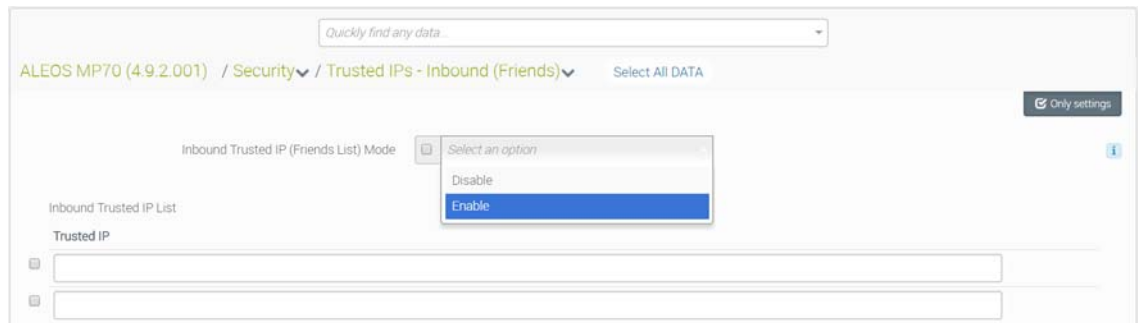 Quickly find any data...
ALEOS MP70 (4.9.2.001) / Security / Trusted IPs - Inbound (Friends) Select All DATA
Only settings
Inbound Trusted IP (Friends List) Mode Select an option
i
Disable
Enable
Inbound Trusted IP List
Trusted IP